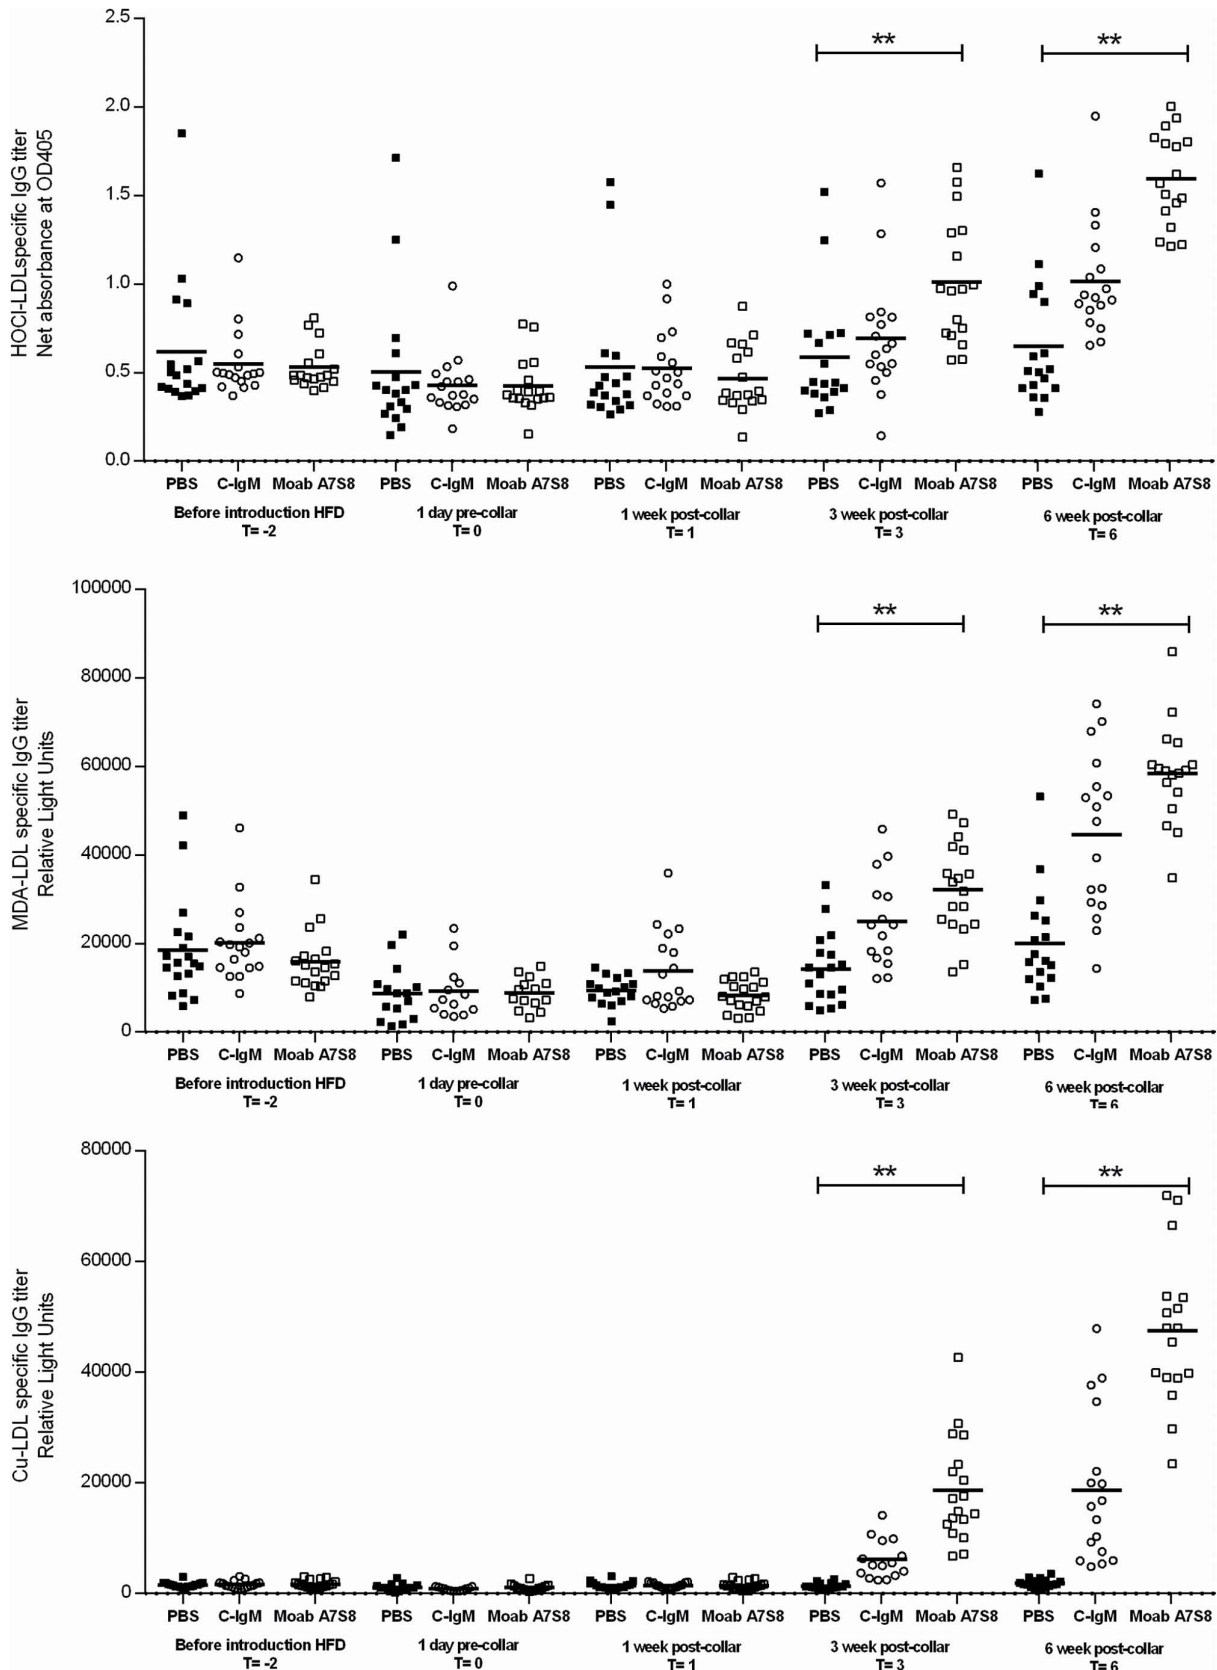 2.5
** **
2.0
1.5
1.0
0.5
0.0
HOCl-LDLspecific IgG titer
Net absorbance at OD405
PBS C-IgM Moab A7S8 PBS C-IgM Moab A7S8 PBS C-IgM Moab A7S8 PBS C-IgM Moab A7S8 PBS C-IgM Moab A7S8
Before introduction HFD 1 day pre-collar 1 week post-collar 3 week post-collar 6 week post-collar
T= -2 T= 0 T= 1 T= 3 T= 6
100000
** **
80000
60000
40000
20000
0
MDA-LDL specific IgG titer
Relative Light Units
PBS C-IgM Moab A7S8 PBS C-IgM Moab A7S8 PBS C-IgM Moab A7S8 PBS C-IgM Moab A7S8 PBS C-IgM Moab A7S8
Before introduction HFD 1 day pre-collar 1 week post-collar 3 week post-collar 6 week post-collar
T= -2 T= 0 T= 1 T= 3 T= 6
80000
** **
60000
40000
20000
0
Cu-LDL specific IgG titer
Relative Light Units
PBS C-IgM Moab A7S8 PBS C-IgM Moab A7S8 PBS C-IgM Moab A7S8 PBS C-IgM Moab A7S8 PBS C-IgM Moab A7S8
Before introduction HFD 1 day pre-collar 1 week post-collar 3 week post-collar 6 week post-collar
T= -2 T= 0 T= 1 T= 3 T= 6